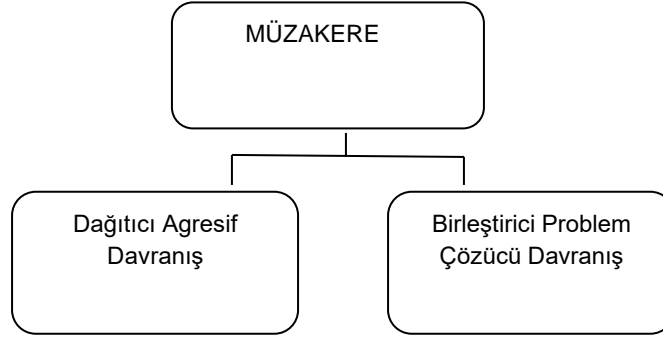 MÜZAKERE
Dağıtıcı Agresif
Davranış
Birleştirici Problem
Çözücü Davranış